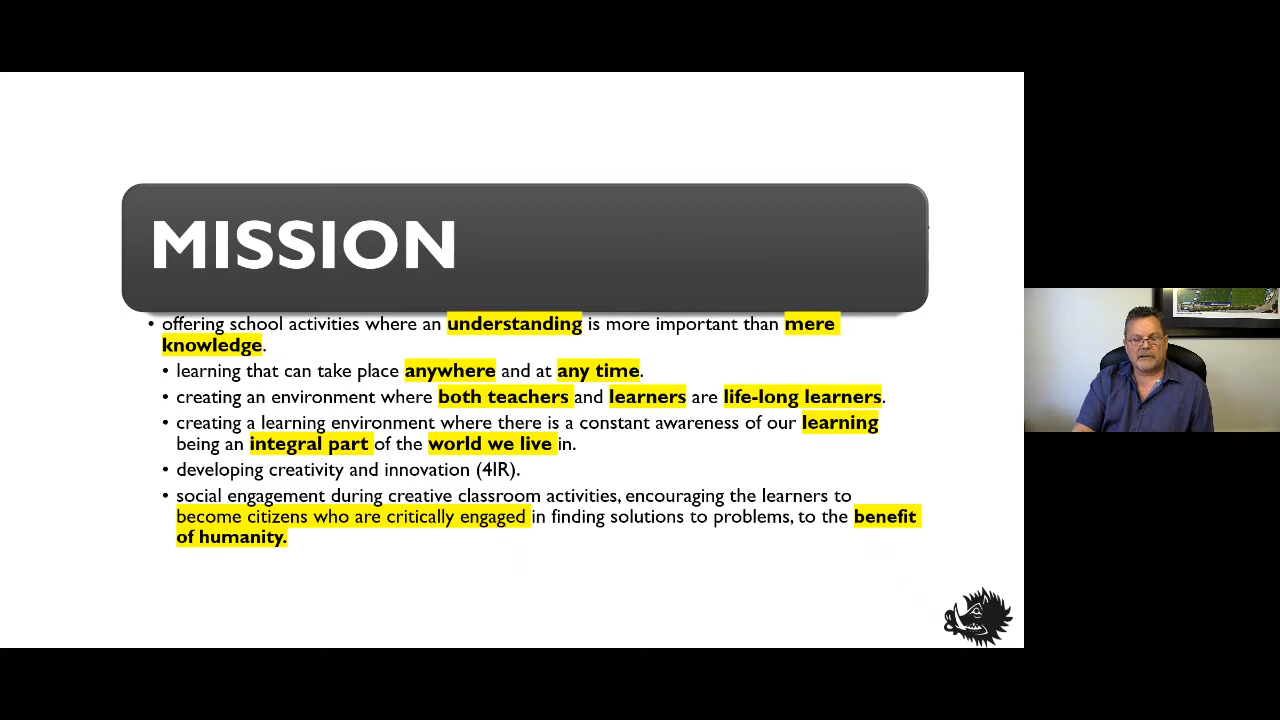 MISSION
• offering school activities where an understanding is more important than mere
knowledge.
• learning that can take place anywhere and at any time.
• creating an environment where both teachers and learners are life-long learners.
• creating a learning environment where there is a constant awareness of our learning
being an integral part of the world we live in.
• developing creativity and innovation (4IR).
• social engagement during creative classroom activities, encouraging the learners to
become citizens who are critically engaged in finding solutions to problems, to the benefit
of humanity.